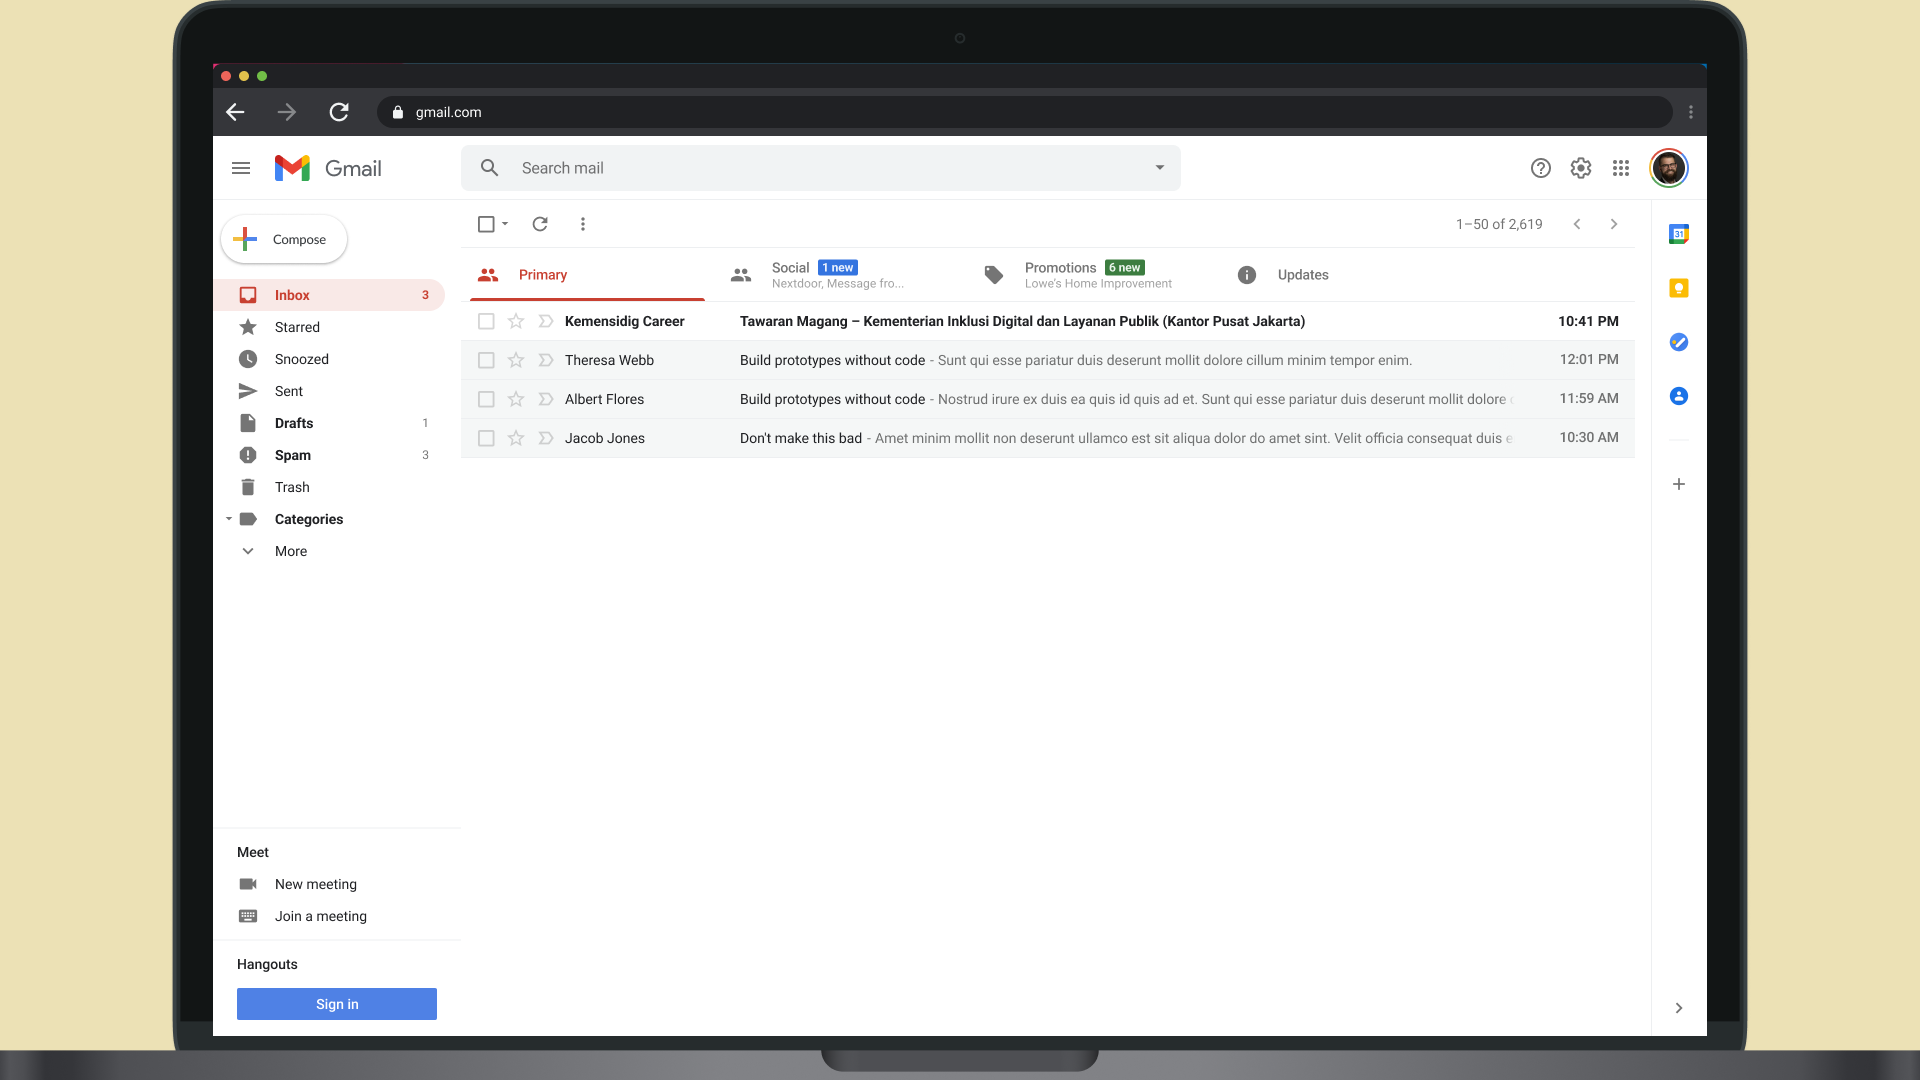 gmail.com
Gmail
Search mail
Compose
1–50 of 2,619
31
Inbox 3
Starred
Snoozed
Sent
Drafts 1
Spam 3
Trash
Categories
More
Primary
Social 1 new
Nextdoor, Message fro...
Promotions 6 new
Lowe's Home Improvement
Updates
Kemensidig Career Tawaran Magang – Kementerian Inklusi Digital dan Layanan Publik (Kantor Pusat Jakarta) 10:41 PM
Theresa Webb Build prototypes without code - Sunt qui esse pariatur duis deserunt mollit dolore cillum minim tempor enim. 12:01 PM
Albert Flores Build prototypes without code - Nostrud irure ex duis ea quis id quis ad et. Sunt qui esse pariatur duis deserunt mollit dolore 11:59 AM
Jacob Jones Don't make this bad - Amet minim mollit non deserunt ullamco est sit aliqua dolor do amet sint. Velit officia consequat duis 10:30 AM
Meet
New meeting
Join a meeting
Hangouts
Sign in